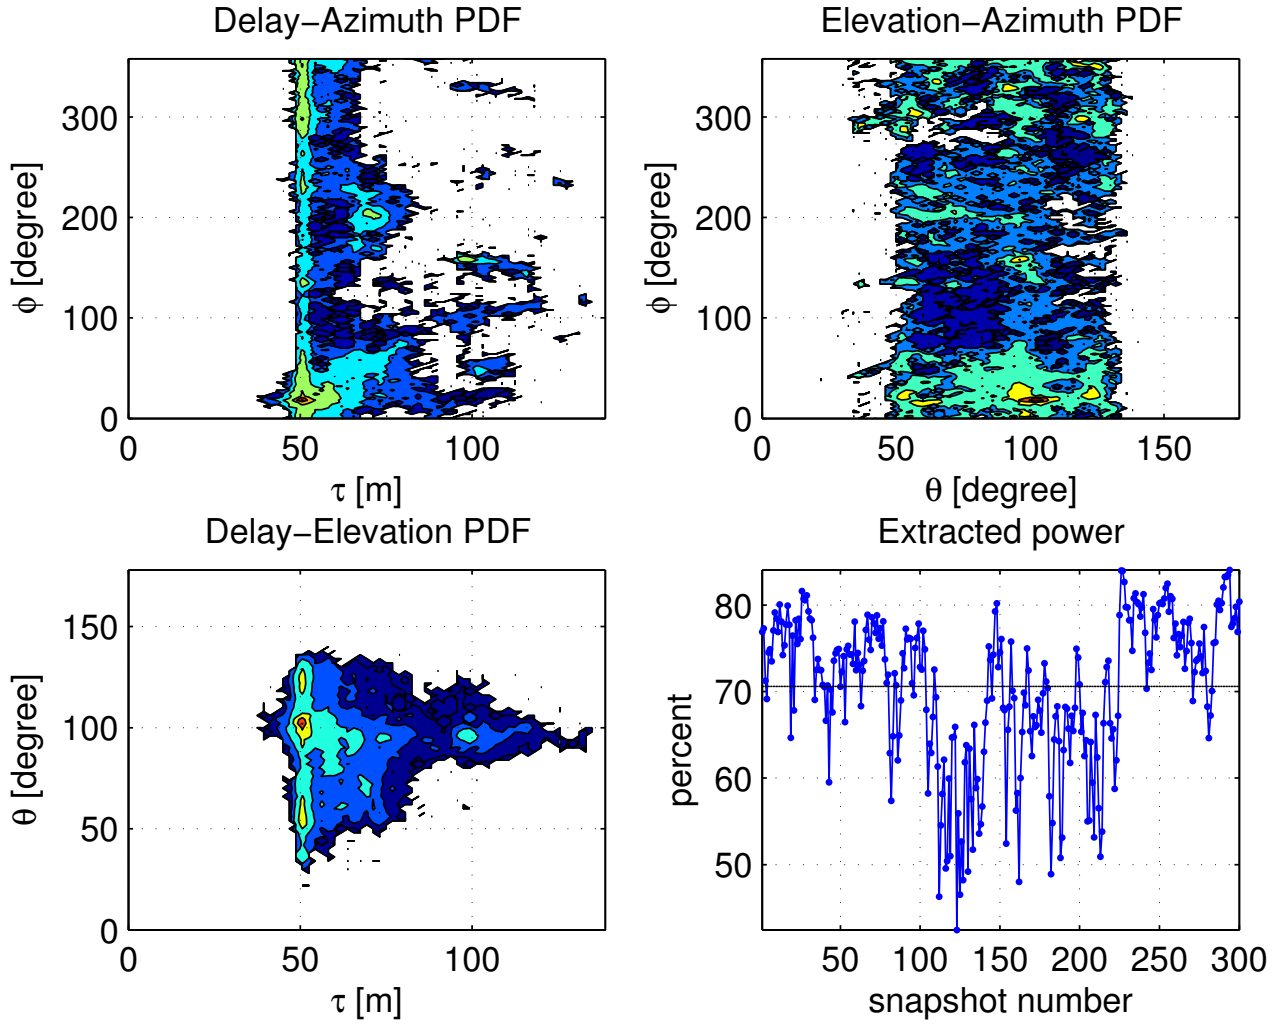 Delay−Azimuth PDF
ϕ [degree]
300
200
100
0
0 50 100
τ [m]
Elevation−Azimuth PDF
ϕ [degree]
300
200
100
0
0 50 100 150
θ [degree]
Delay−Elevation PDF
θ [degree]
150
100
50
0
0 50 100
τ [m]
Extracted power
percent
80
70
60
50
50 100 150 200 250 300
snapshot number